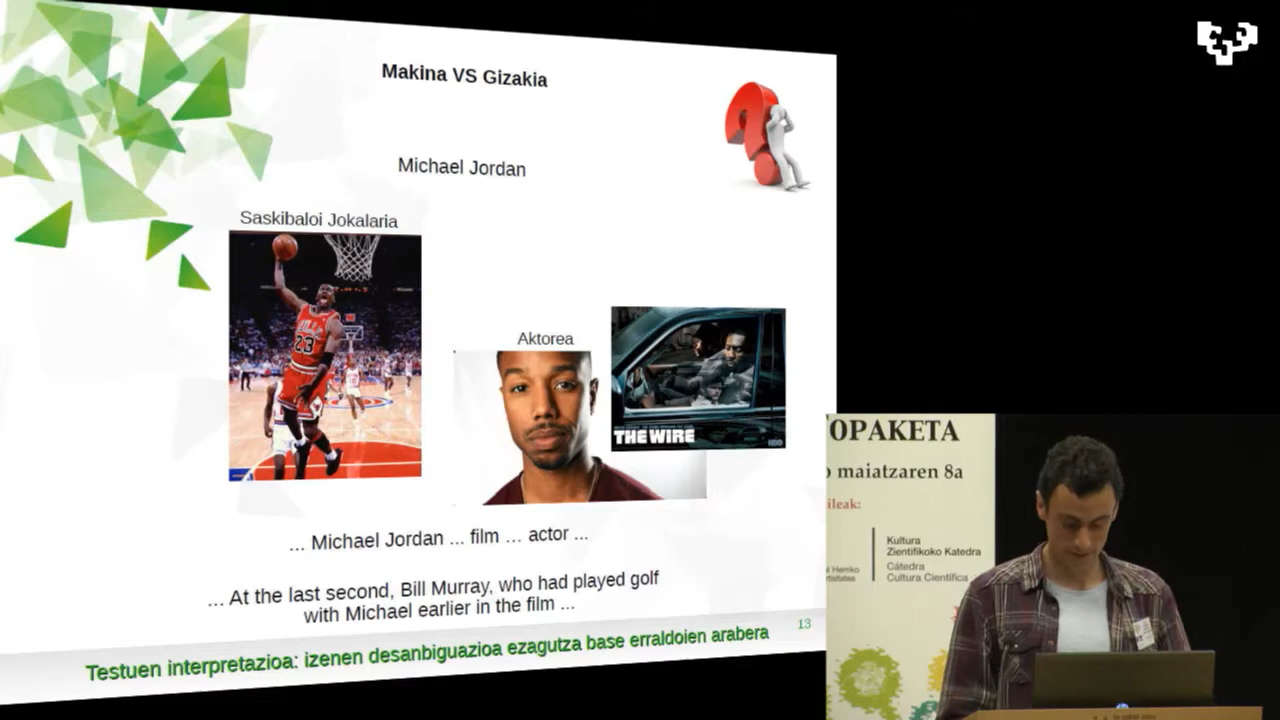 Makina VS Gizakia
Michael Jordan
Saskibaloi Jokalaria
23
Aktorea
THE WIRE
HBO
... Michael Jordan ... film ... actor ...
... At the last second, Bill Murray, who had played golf
with Michael earlier in the film ...
13
Testuen interpretazioa: izenen desanbiguazioa ezagutza base erraldoien arabera
OPAKETA
maiatzaren 8a
ileak:
Kultura
Zientifikoko Katedra
Cátedra
Cultura Científica
Herriko